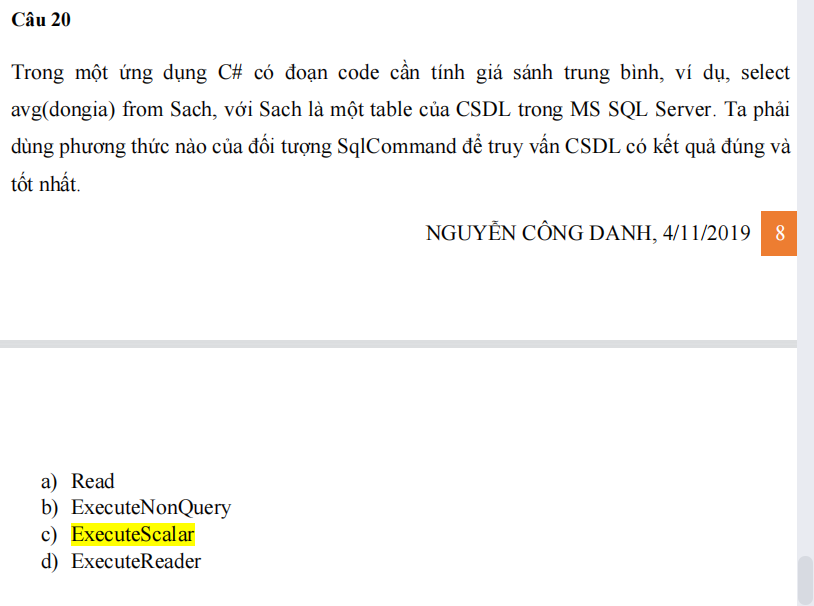 Câu 20
Trong một ứng dụng C# có đoạn code cần tính giá sánh trung bình, ví dụ, select
avg(dongia) from Sach, với Sach là một table của CSDL trong MS SQL Server. Ta phải
dùng phương thức nào của đối tượng SqlCommand để truy vấn CSDL có kết quả đúng và
tốt nhất.
NGUYỄN CÔNG DANH, 4/11/2019 8
a) Read
b) ExecuteNonQuery
c) ExecuteScalar
d) ExecuteReader